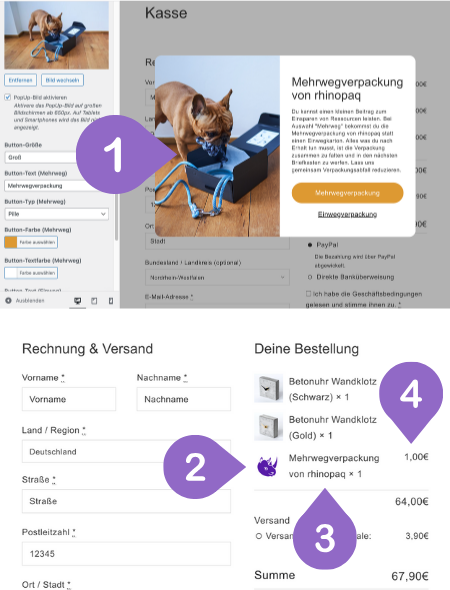 Entfernen
Bild wechseln
PopUp-Bild aktivieren
Aktivere das PopUp-Bild auf großen
Bildschirmen ab 650px. Auf Tablets
und Smartphones wird das Bild
angezeigt.
Button-Größe
Groß
Button-Text (Mehrweg)
Mehrwegverpackung
Button-Typ (Mehrweg)
Pille
Button-Farbe (Mehrweg)
Farbe auswählen
Button-Textfarbe (Mehrweg)
Farbe auswählen
Ausblenden
Kasse
Mehrwegverpackung
von rhinopaq
Du kannst einen kleinen Beitrag zum
Einsparen von Ressourcen leisten. Bei
Auswahl "Mehrweg" bekommst du die
Mehrwegverpackung von rhinopaq statt
einen Einwegkarton. Alles was du nach
Erhalt tun musst, ist die Verpackung
zusammen zu falten und in den nächsten
Briefkasten zu werfen. Lass uns
gemeinsam Verpackungsabfall reduzieren.
Mehrwegverpackung
Einwegverpackung
Stadt
Bundesland / Landkreis (optional)
Nordrhein-Westfalen
E-Mail-Adresse *
PayPal
Die Bezahlung wird über PayPal
abgewickelt.
Direkte Banküberweisung
Ich habe die Geschäftsbedingungen
gelesen und stimme ihnen zu. *
1
Rechnung & Versand
Vorname *
Nachname *
Vorname
Nachname
Land / Region *
Deutschland
Straße *
Straße
Postleitzahl *
12345
Ort / Stadt *
Deine Bestellung
Betonuhr Wandklotz
(Schwarz) × 1
Betonuhr Wandklotz
(Gold) × 1
Mehrwegverpackung
von rhinopaq × 1
1,00€
64,00€
Versand
3,90€
Summe
67,90€
2
3
4